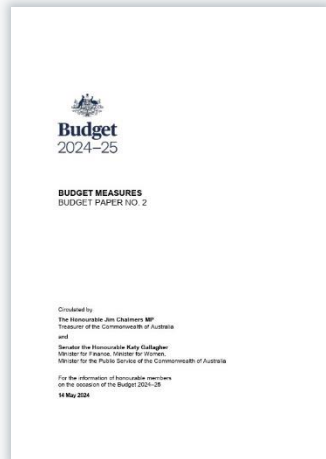 Budget
2024–25
BUDGET MEASURES
BUDGET PAPER NO. 2
Circulated by
The Honourable Jim Chalmers MP
Treasurer of the Commonwealth of Australia
and
Senator the Honourable Katy Gallagher
Minister for Finance, Minister for Women,
Minister for the Public Service of the Commonwealth of Australia
For the information of honourable members
on the occasion of the Budget 2024–25
14 May 2024